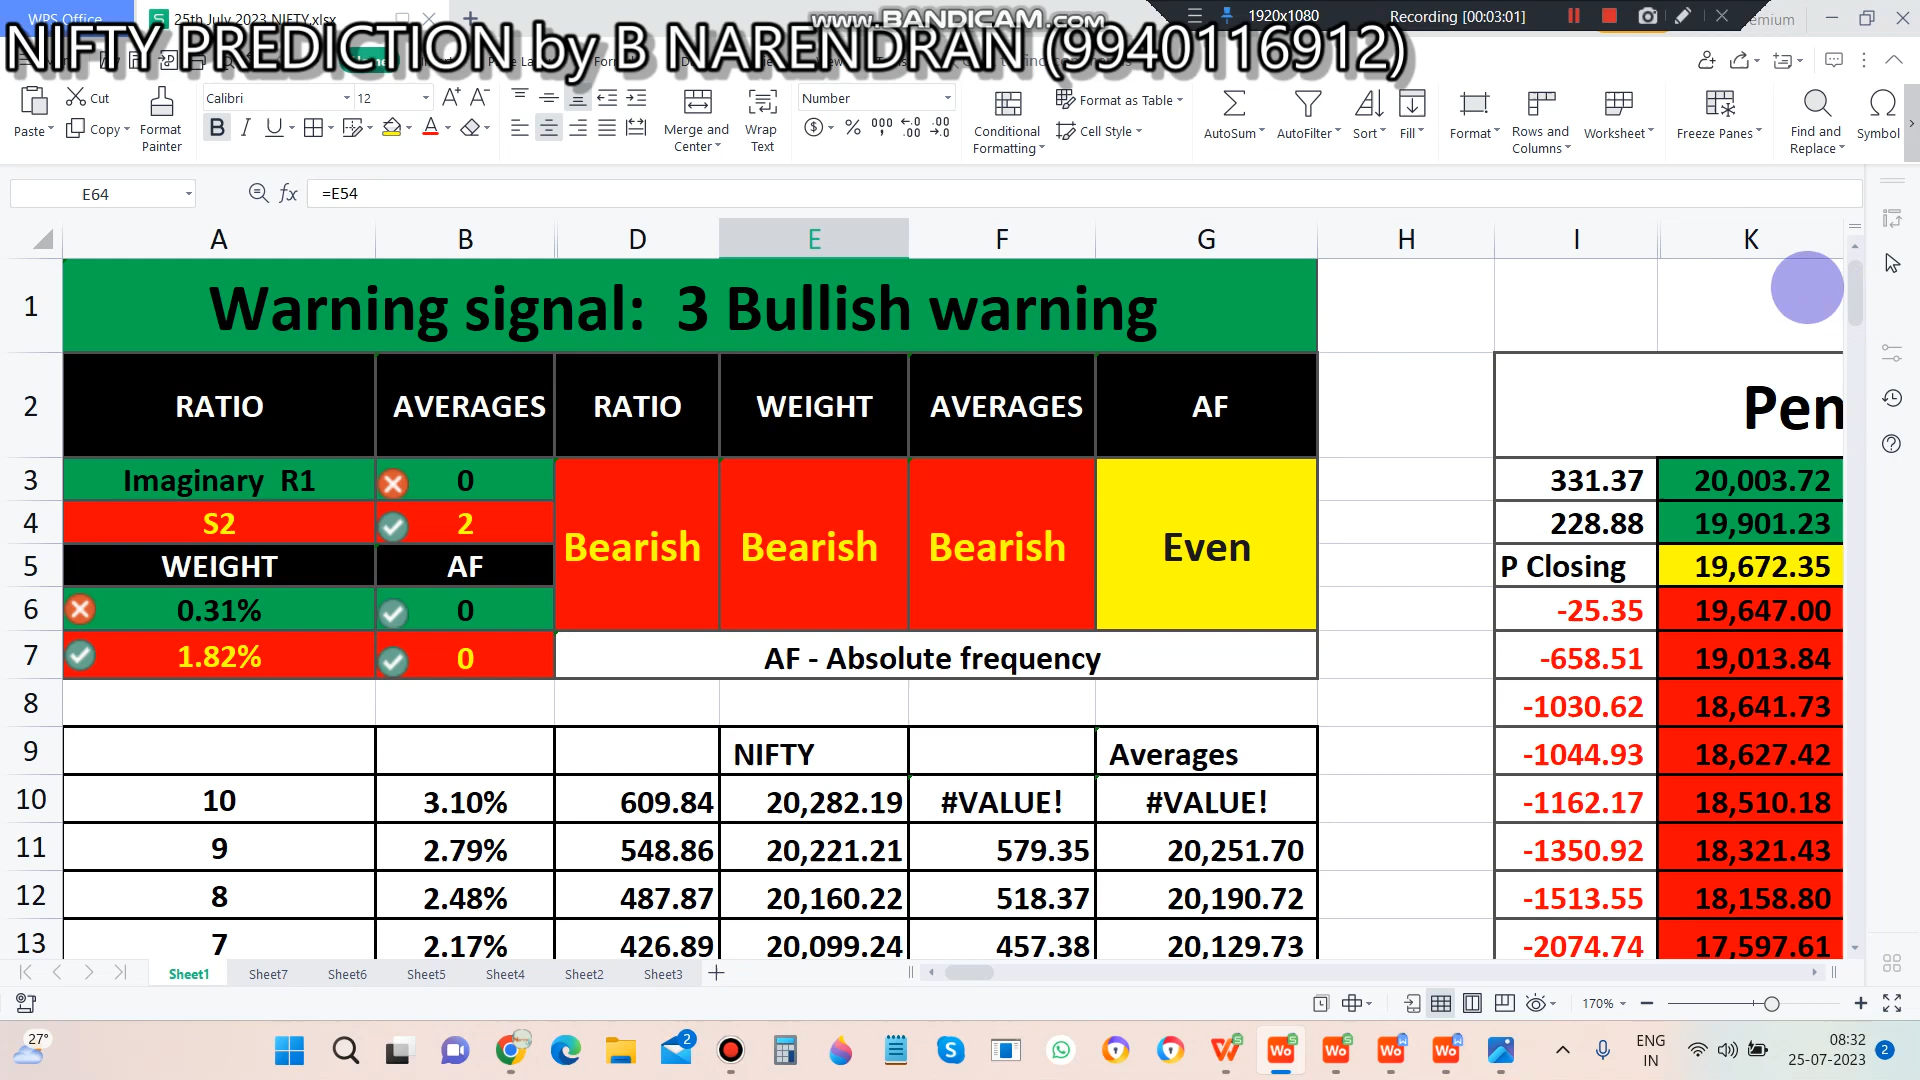 WPS Office
25th July 2023 NIFTY.xlsx
www.BANDICAM.com
1920x1080
Recording [00:03:01]
NIFTY PREDICTION by B NARENDRAN (9940116912)
Paste
Cut
Copy
Format Painter
Calibri
12
B I U A
Merge and Center
Wrap Text
Number
Conditional Formatting
Format as Table
Cell Style
AutoSum
AutoFilter
Sort
Fill
Format
Rows and Columns
Worksheet
Freeze Panes
Find and Replace
Symbol
E64
fx
=E54
A B D E F G H I K
1 Warning signal: 3 Bullish warning
2 RATIO AVERAGES RATIO WEIGHT AVERAGES AF Pen
3 Imaginary R1 0 331.37 20,003.72
4 S2 2 228.88 19,901.23
Bearish Bearish Bearish Even
5 WEIGHT AF P Closing 19,672.35
6 0.31% 0 -25.35 19,647.00
7 1.82% 0 AF - Absolute frequency -658.51 19,013.84
8 -1030.62 18,641.73
9 NIFTY Averages -1044.93 18,627.42
10 10 3.10% 609.84 20,282.19 #VALUE! #VALUE! -1162.17 18,510.18
11 9 2.79% 548.86 20,221.21 579.35 20,251.70 -1350.92 18,321.43
12 8 2.48% 487.87 20,160.22 518.37 20,190.72 -1513.55 18,158.80
13 7 2.17% 426.89 20,099.24 457.38 20,129.73 -2074.74 17,597.61
Sheet1 Sheet7 Sheet6 Sheet5 Sheet4 Sheet2 Sheet3
170%
27°
2
ENG
IN
08:32
25-07-2023
2